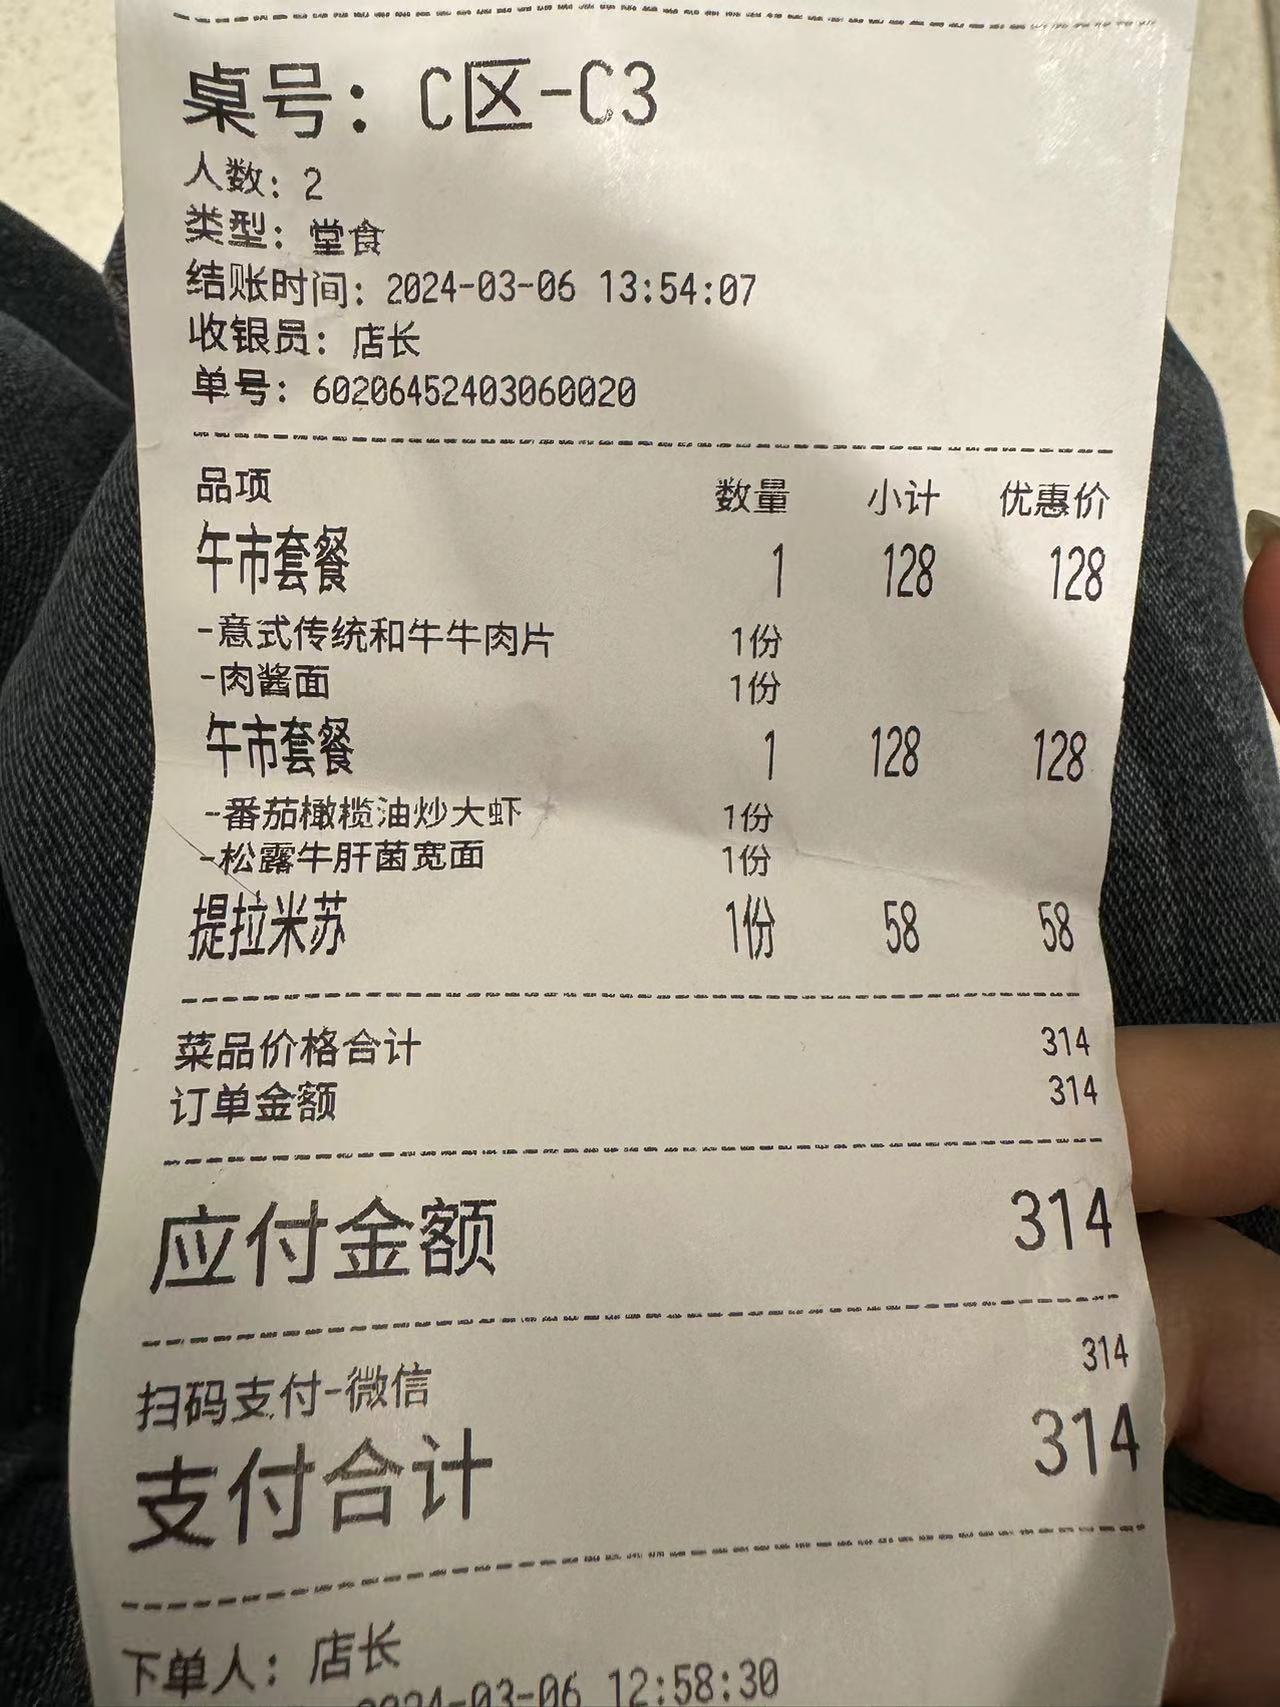 桌号：C区-C3
人数：2
类型：堂食
结账时间：2024-03-06 13:54:07
收银员：店长
单号：60206452403060020
品项 数量 小计 优惠价
午市套餐 1 128 128
-意式传统和牛牛肉片 1份
-肉酱面 1份
午市套餐 1 128 128
-番茄橄榄油炒大虾 1份
-松露牛肝菌宽面 1份
提拉米苏 1份 58 58
菜品价格合计 314
订单金额 314
应付金额 314
扫码支付-微信 314
支付合计 314
下单人：店长
2024-03-06 12:58:30